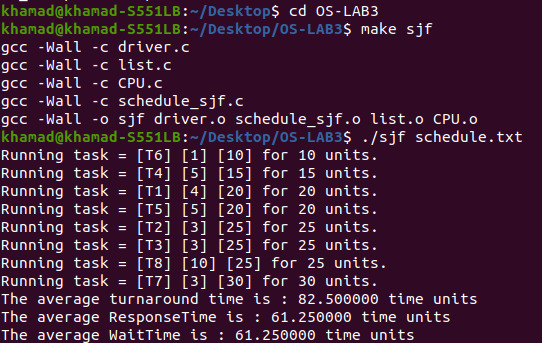 khamad@khamad-S551LB:~/Desktop$ cd OS-LAB3
khamad@khamad-S551LB:~/Desktop/OS-LAB3$ make sjf
gcc -Wall -c driver.c
gcc -Wall -c list.c
gcc -Wall -c CPU.c
gcc -Wall -c schedule_sjf.c
gcc -Wall -o sjf driver.o schedule_sjf.o list.o CPU.o
khamad@khamad-S551LB:~/Desktop/OS-LAB3$ ./sjf schedule.txt
Running task = [T6] [1] [10] for 10 units.
Running task = [T4] [5] [15] for 15 units.
Running task = [T1] [4] [20] for 20 units.
Running task = [T5] [5] [20] for 20 units.
Running task = [T2] [3] [25] for 25 units.
Running task = [T3] [3] [25] for 25 units.
Running task = [T8] [10] [25] for 25 units.
Running task = [T7] [3] [30] for 30 units.
The average turnaround time is : 82.500000 time units
The average ResponseTime is : 61.250000 time units
The average WaitTime is : 61.250000 time units